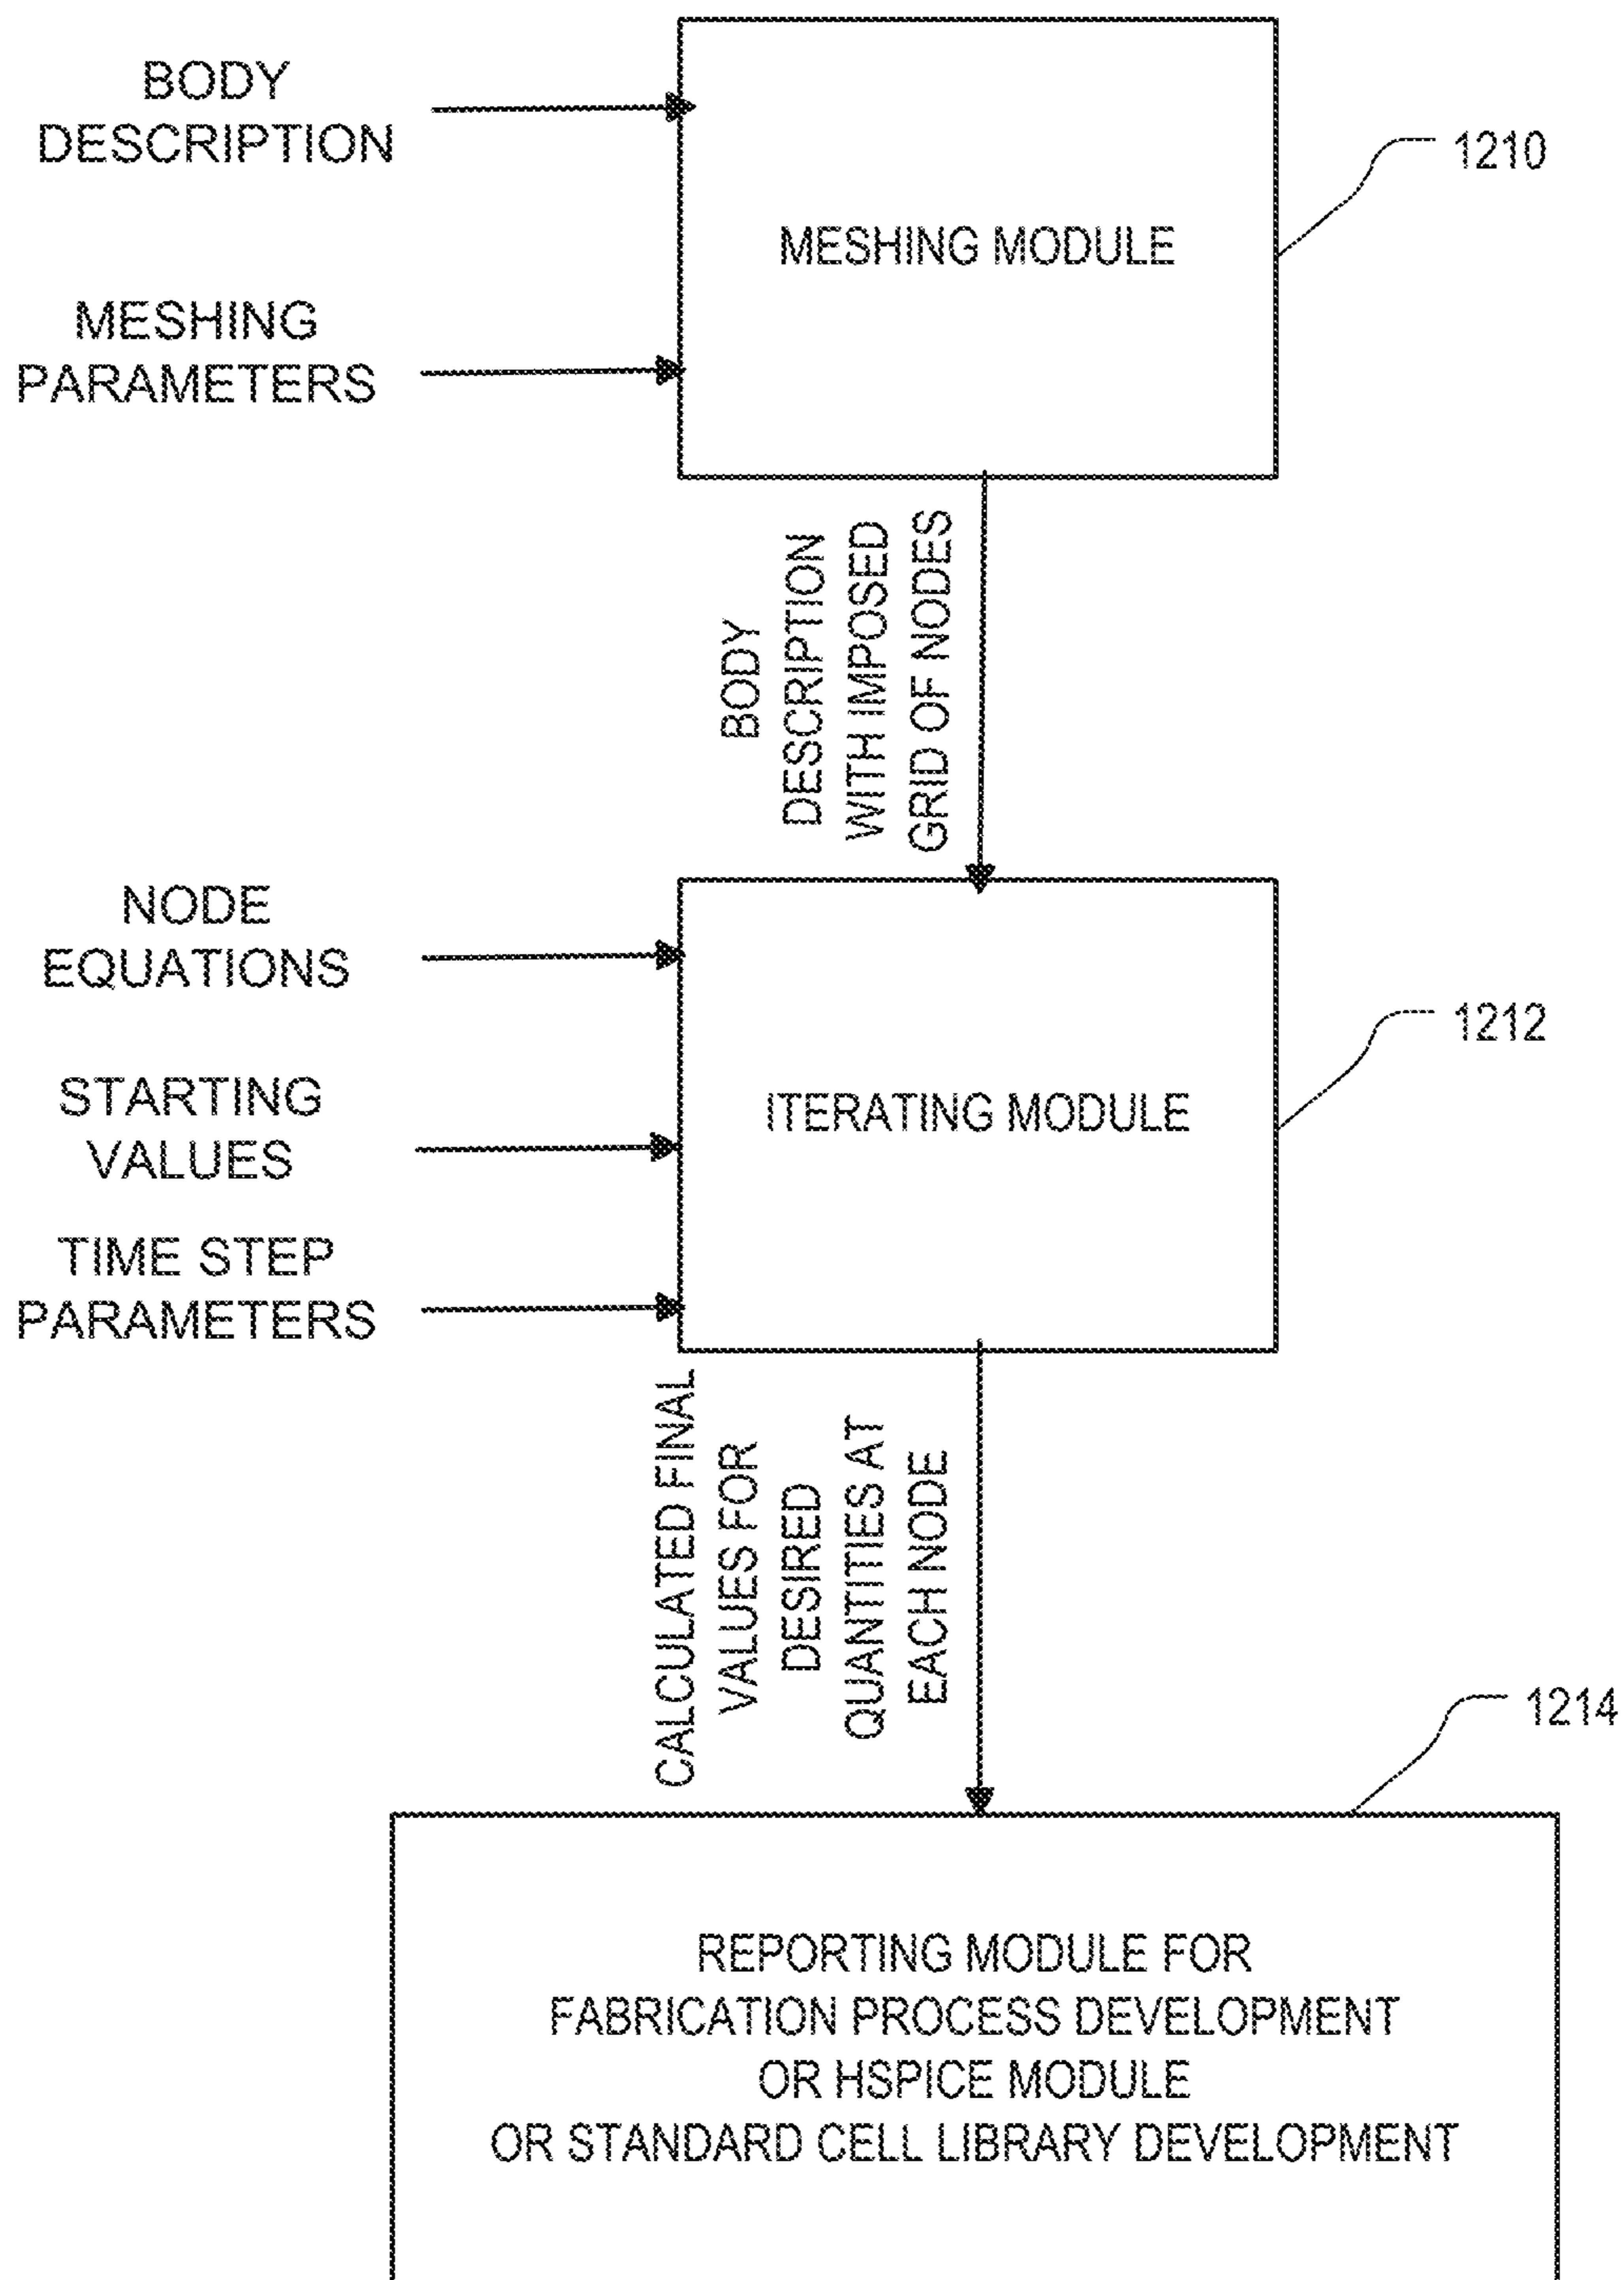 BODY
DESCRIPTION
1210
MESHING MODULE
MESHING
PARAMETERS
BODY
DESCRIPTION
WITH IMPOSED
GRID OF NODES
NODE
EQUATIONS
1212
STARTING
VALUES
ITERATING MODULE
TIME STEP
PARAMETERS
CALCULATED FINAL
VALUES FOR
DESIRED
QUANTITIES AT
EACH NODE
1214
REPORTING MODULE FOR
FABRICATION PROCESS DEVELOPMENT
OR HSPICE MODULE
OR STANDARD CELL LIBRARY DEVELOPMENT